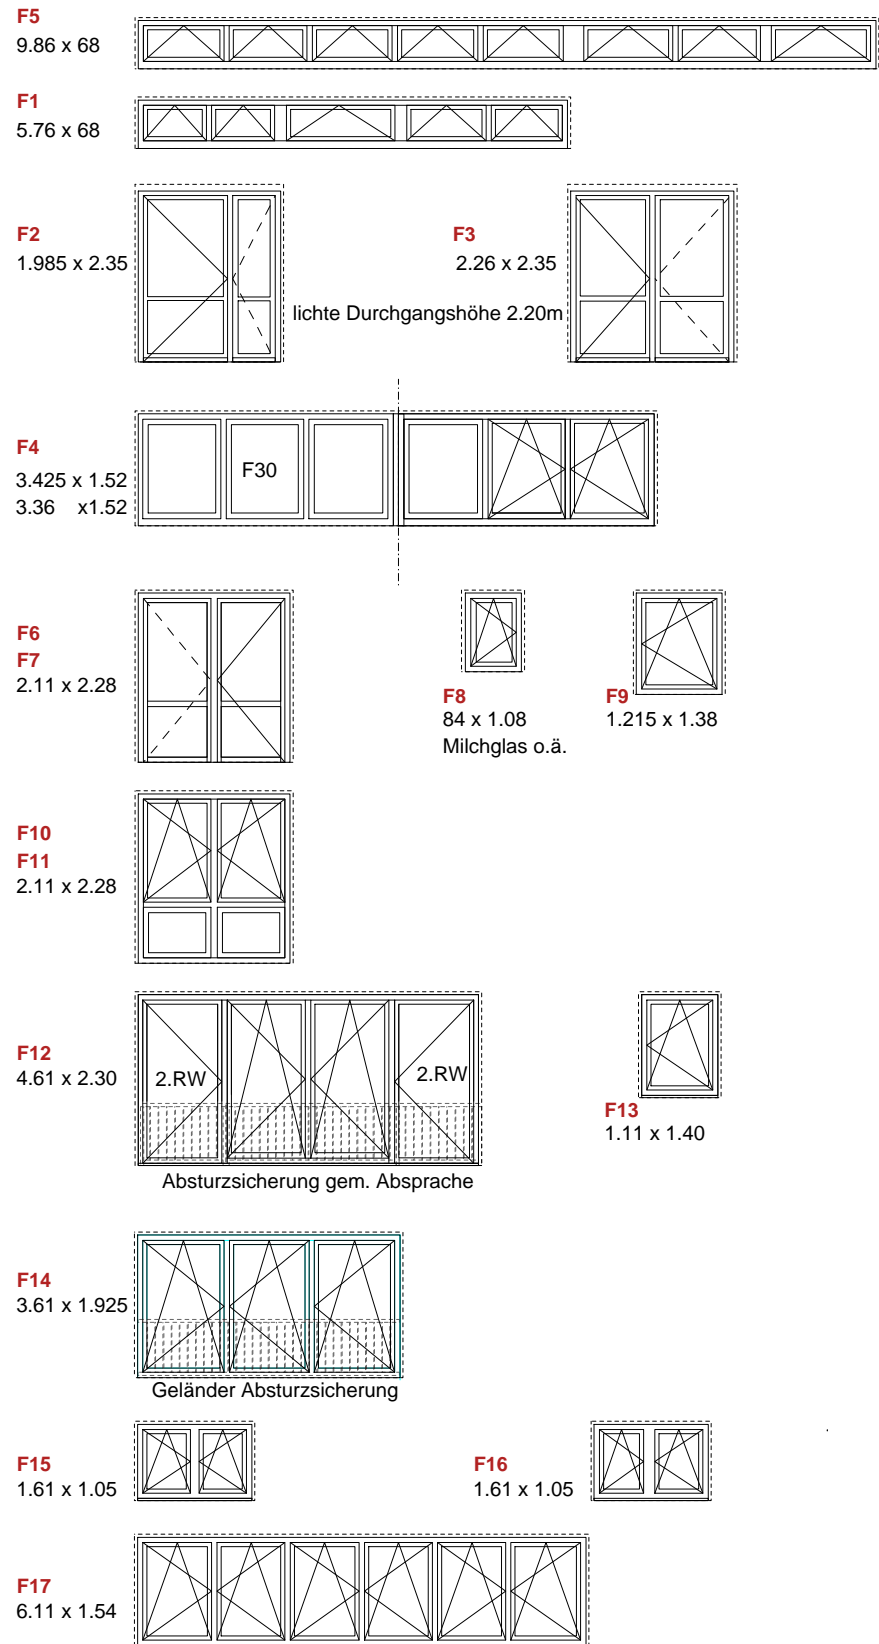 F5
9.86 x 68
F1
5.76 x 68
F2
1.985 x 2.35
F3
2.26 x 2.35
lichte Durchgangshöhe 2.20m
F4
3.425 x 1.52
3.36 x1.52
F30
F6
F7
2.11 x 2.28
F8
84 x 1.08
Milchglas o.ä.
F9
1.215 x 1.38
F10
F11
2.11 x 2.28
F12
4.61 x 2.30
2.RW
2.RW
Absturzsicherung gem. Absprache
F13
1.11 x 1.40
F14
3.61 x 1.925
Geländer Absturzsicherung
F15
1.61 x 1.05
F16
1.61 x 1.05
F17
6.11 x 1.54